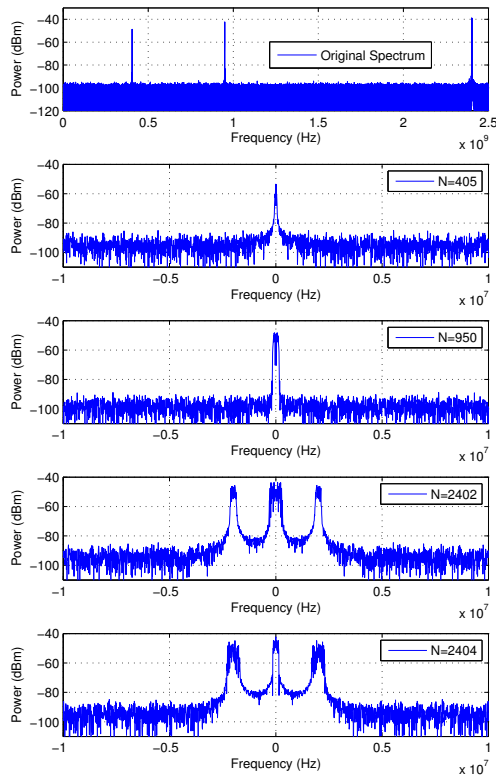 Power (dBm)
−40
−60
−80
−100
−120
Original Spectrum
0 0.5 1 1.5 2 2.5
x 10^9
Frequency (Hz)
Power (dBm)
−40
−60
−80
−100
N=405
−1 −0.5 0 0.5 1
x 10^7
Frequency (Hz)
Power (dBm)
−40
−60
−80
−100
N=950
−1 −0.5 0 0.5 1
x 10^7
Frequency (Hz)
Power (dBm)
−40
−60
−80
−100
N=2402
−1 −0.5 0 0.5 1
x 10^7
Frequency (Hz)
Power (dBm)
−40
−60
−80
−100
N=2404
−1 −0.5 0 0.5 1
x 10^7
Frequency (Hz)